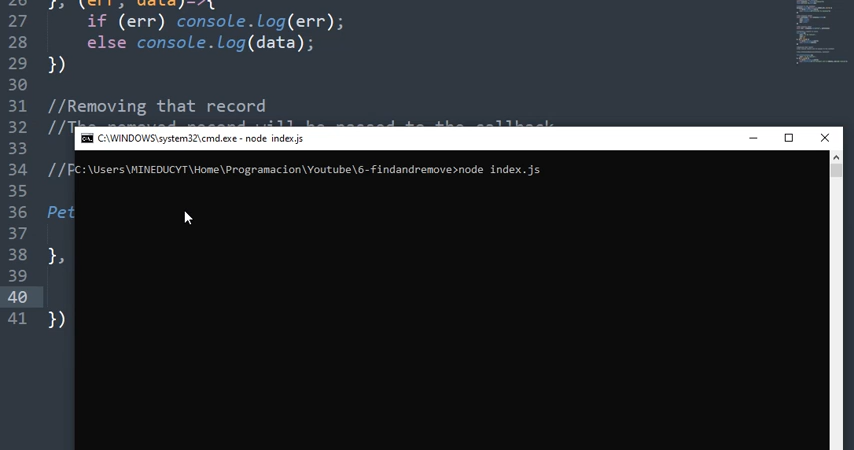 26 }, (err, data)=>{
27 if (err) console.log(err);
28 else console.log(data);
29 })
30
31 //Removing that record
32 //The removed record will be passed to the callback
C:\WINDOWS\system32\cmd.exe - node index.js
33
34 //P
C:\Users\MINEDUCYT\Home\Programacion\Youtube\6-findandremove>node index.js
35
36 Pet
37
38 },
39
40
41 })